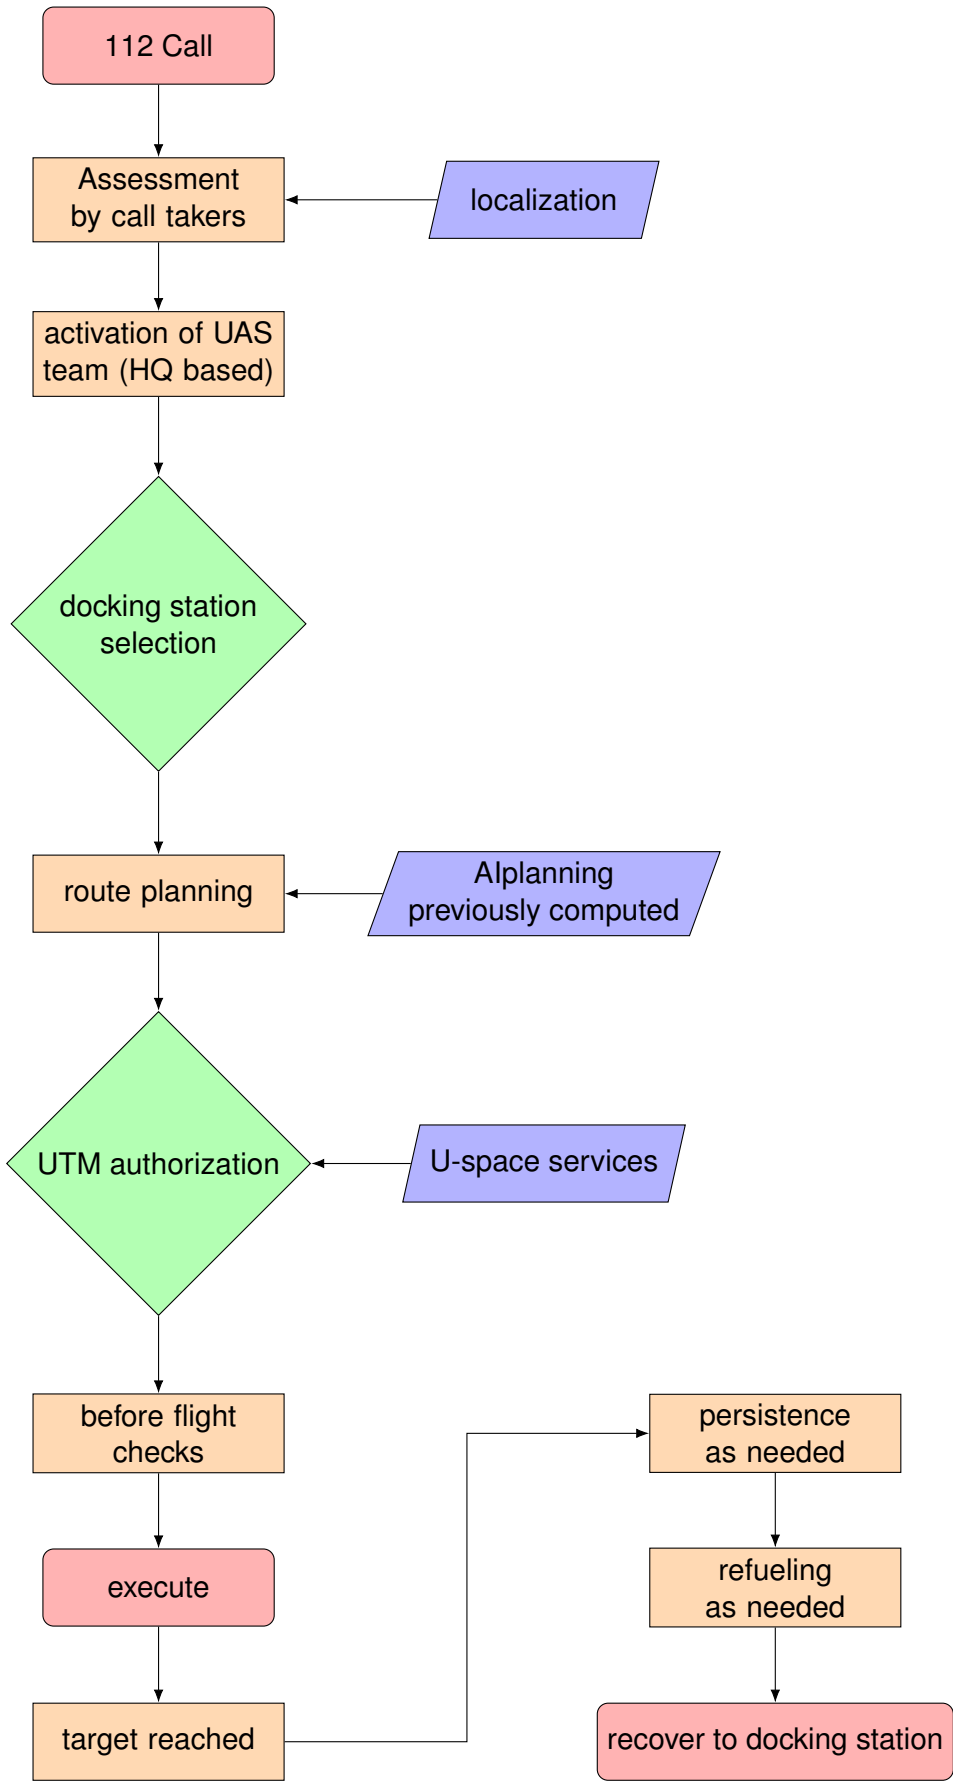 112 Call
Assessment
by call takers
localization
activation of UAS
team (HQ based)
docking station
selection
route planning
AIplanning
previously computed
UTM authorization
U-space services
before flight
checks
execute
target reached
persistence
as needed
refueling
as needed
recover to docking station